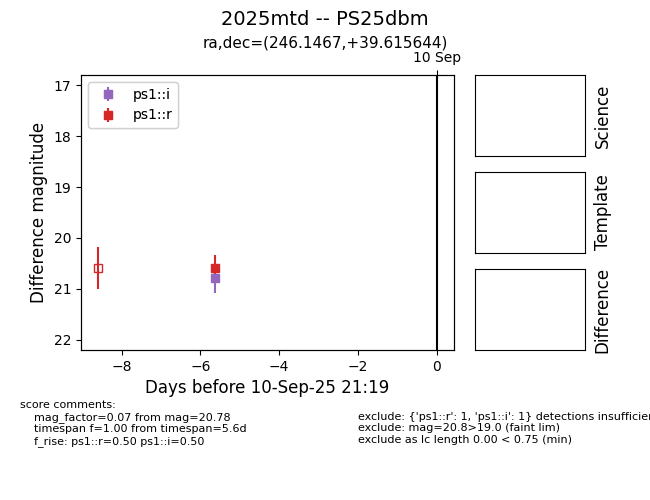 2025mtd -- PS25dbm
ra,dec=(246.1467,+39.615644)
10 Sep
ps1::i
ps1::r
17
18
19
20
21
22
Difference magnitude
−8
−6
−4
−2
0
Days before 10-Sep-25 21:19
Science
Template
Difference
score comments:
mag_factor=0.07 from mag=20.78
timespan f=1.00 from timespan=5.6d
f_rise: ps1::r=0.50 ps1::i=0.50
exclude: {'ps1::r': 1, 'ps1::i': 1} detections
exclude: mag=20.8>19.0 (faint lim)
exclude as lc length 0.00 < 0.75 (min)